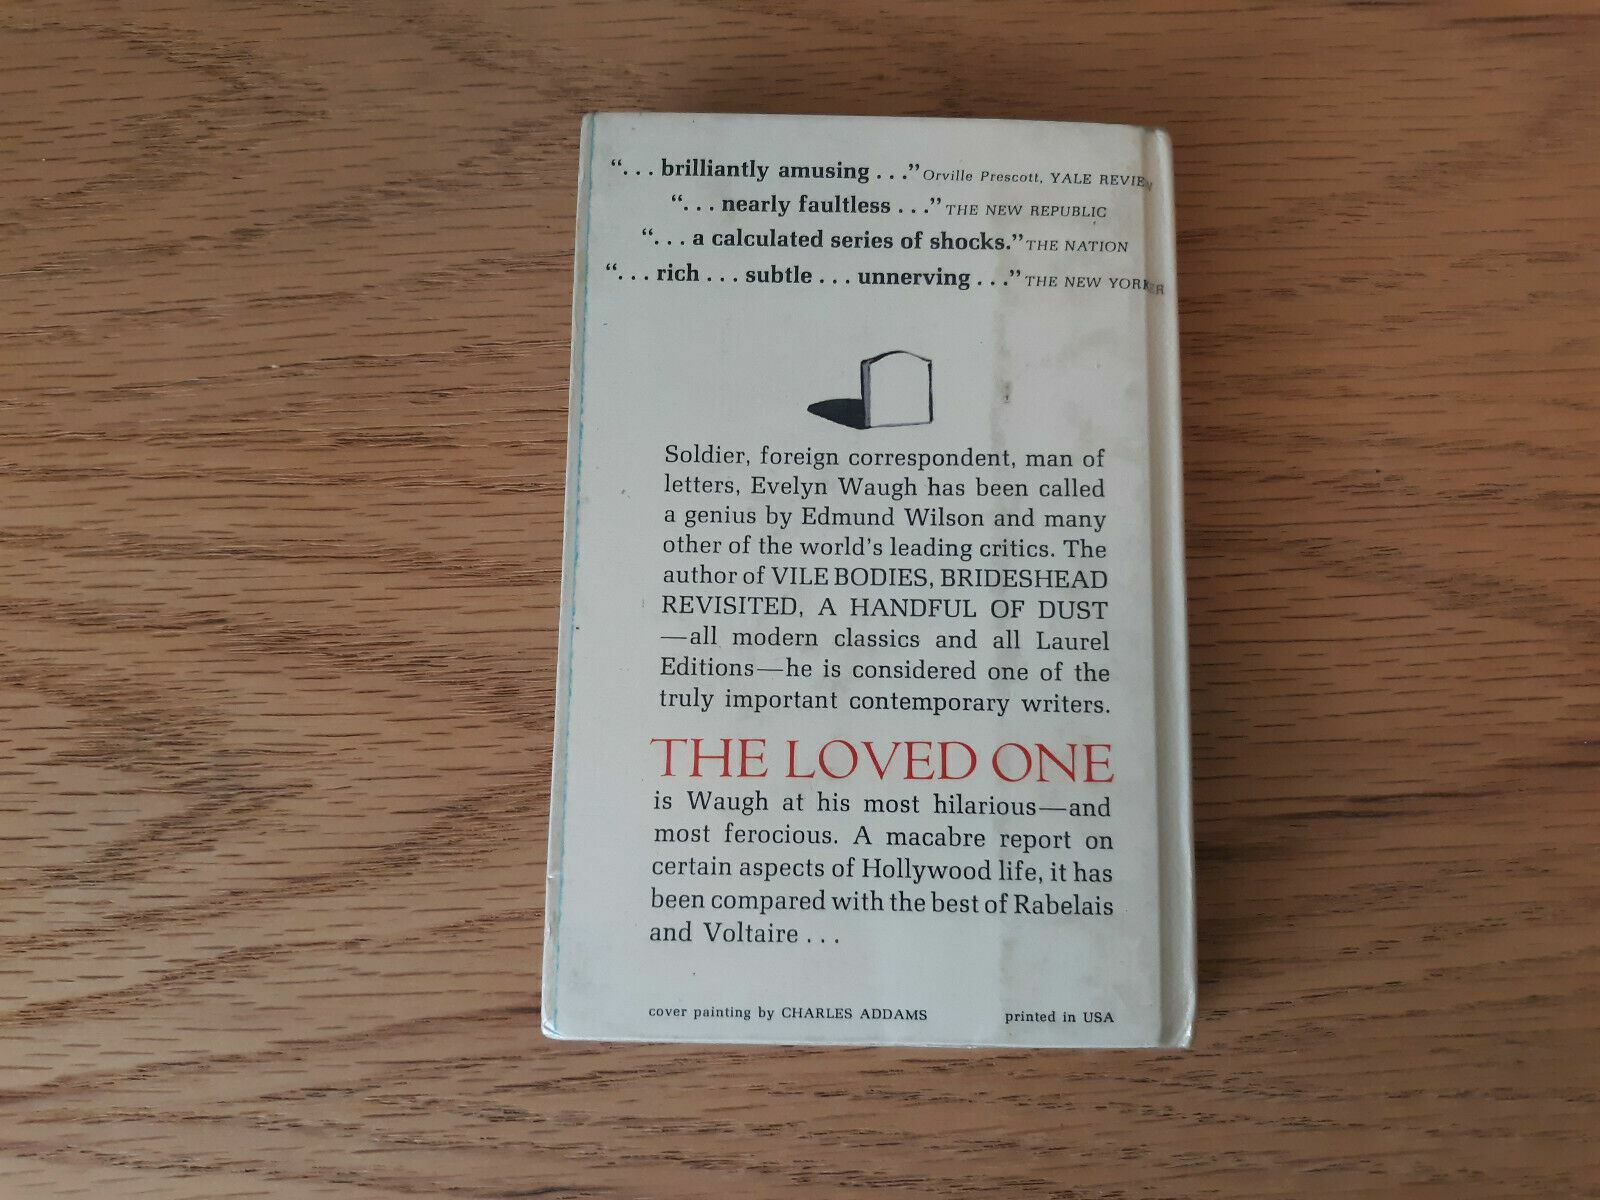 “. . . brilliantly amusing . . .” Orville Prescott, YALE REVIEW
“. . . nearly faultless . . .” THE NEW REPUBLIC
“. . . a calculated series of shocks.” THE NATION
“. . . rich . . . subtle . . . unnerving . . .” THE NEW YORKER
Soldier, foreign correspondent, man of
letters, Evelyn Waugh has been called
a genius by Edmund Wilson and many
other of the world's leading critics. The
author of VILE BODIES, BRIDESHEAD
REVISITED, A HANDFUL OF DUST
—all modern classics and all Laurel
Editions—he is considered one of the
truly important contemporary writers.
THE LOVED ONE
is Waugh at his most hilarious—and
most ferocious. A macabre report on
certain aspects of Hollywood life, it has
been compared with the best of Rabelais
and Voltaire . . .
cover painting by CHARLES ADDAMS printed in USA